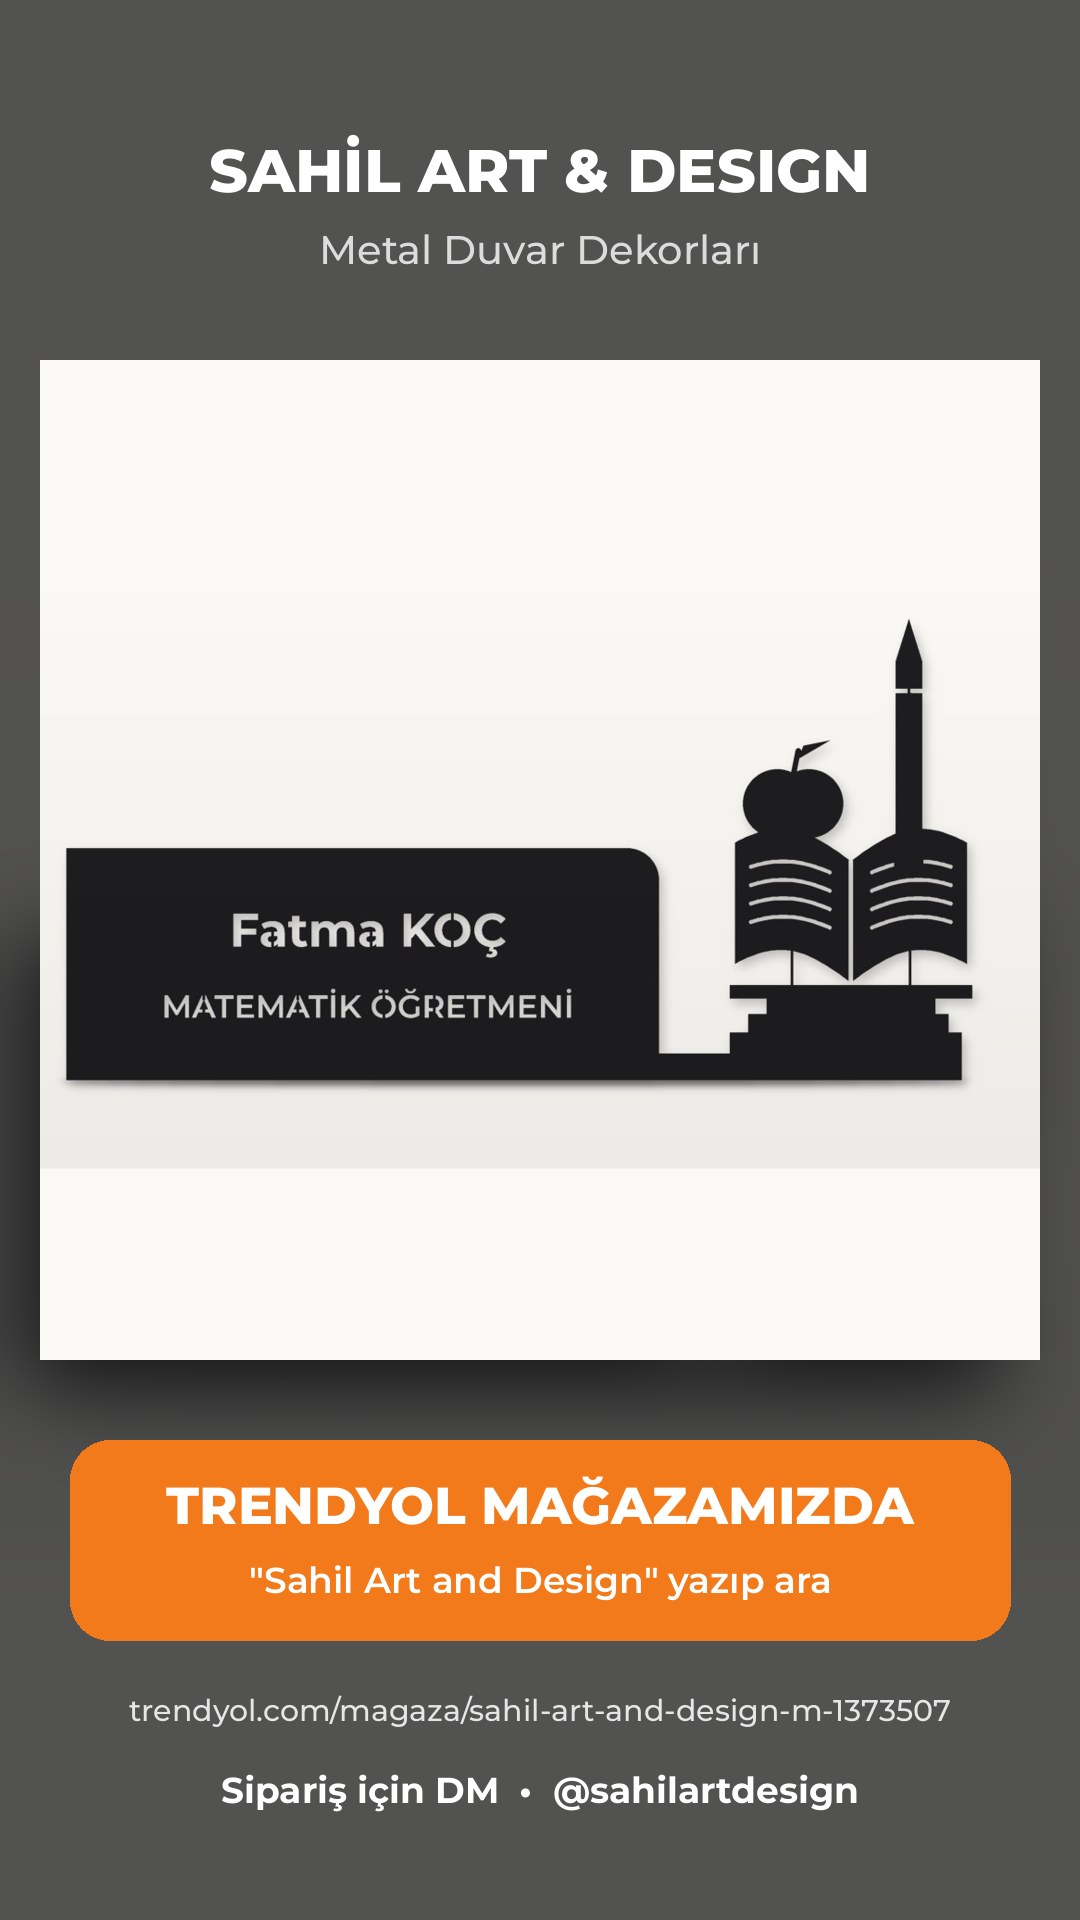 SAHİL ART & DESIGN
Metal Duvar Dekorları
Fatma KOÇ
MATEMATİK ÖĞRETMENİ
TRENDYOL MAĞAZAMIZDA
"Sahil Art and Design" yazıp ara
trendyol.com/magaza/sahil-art-and-design-m-1373507
Sipariş için DM • @sahilartdesign